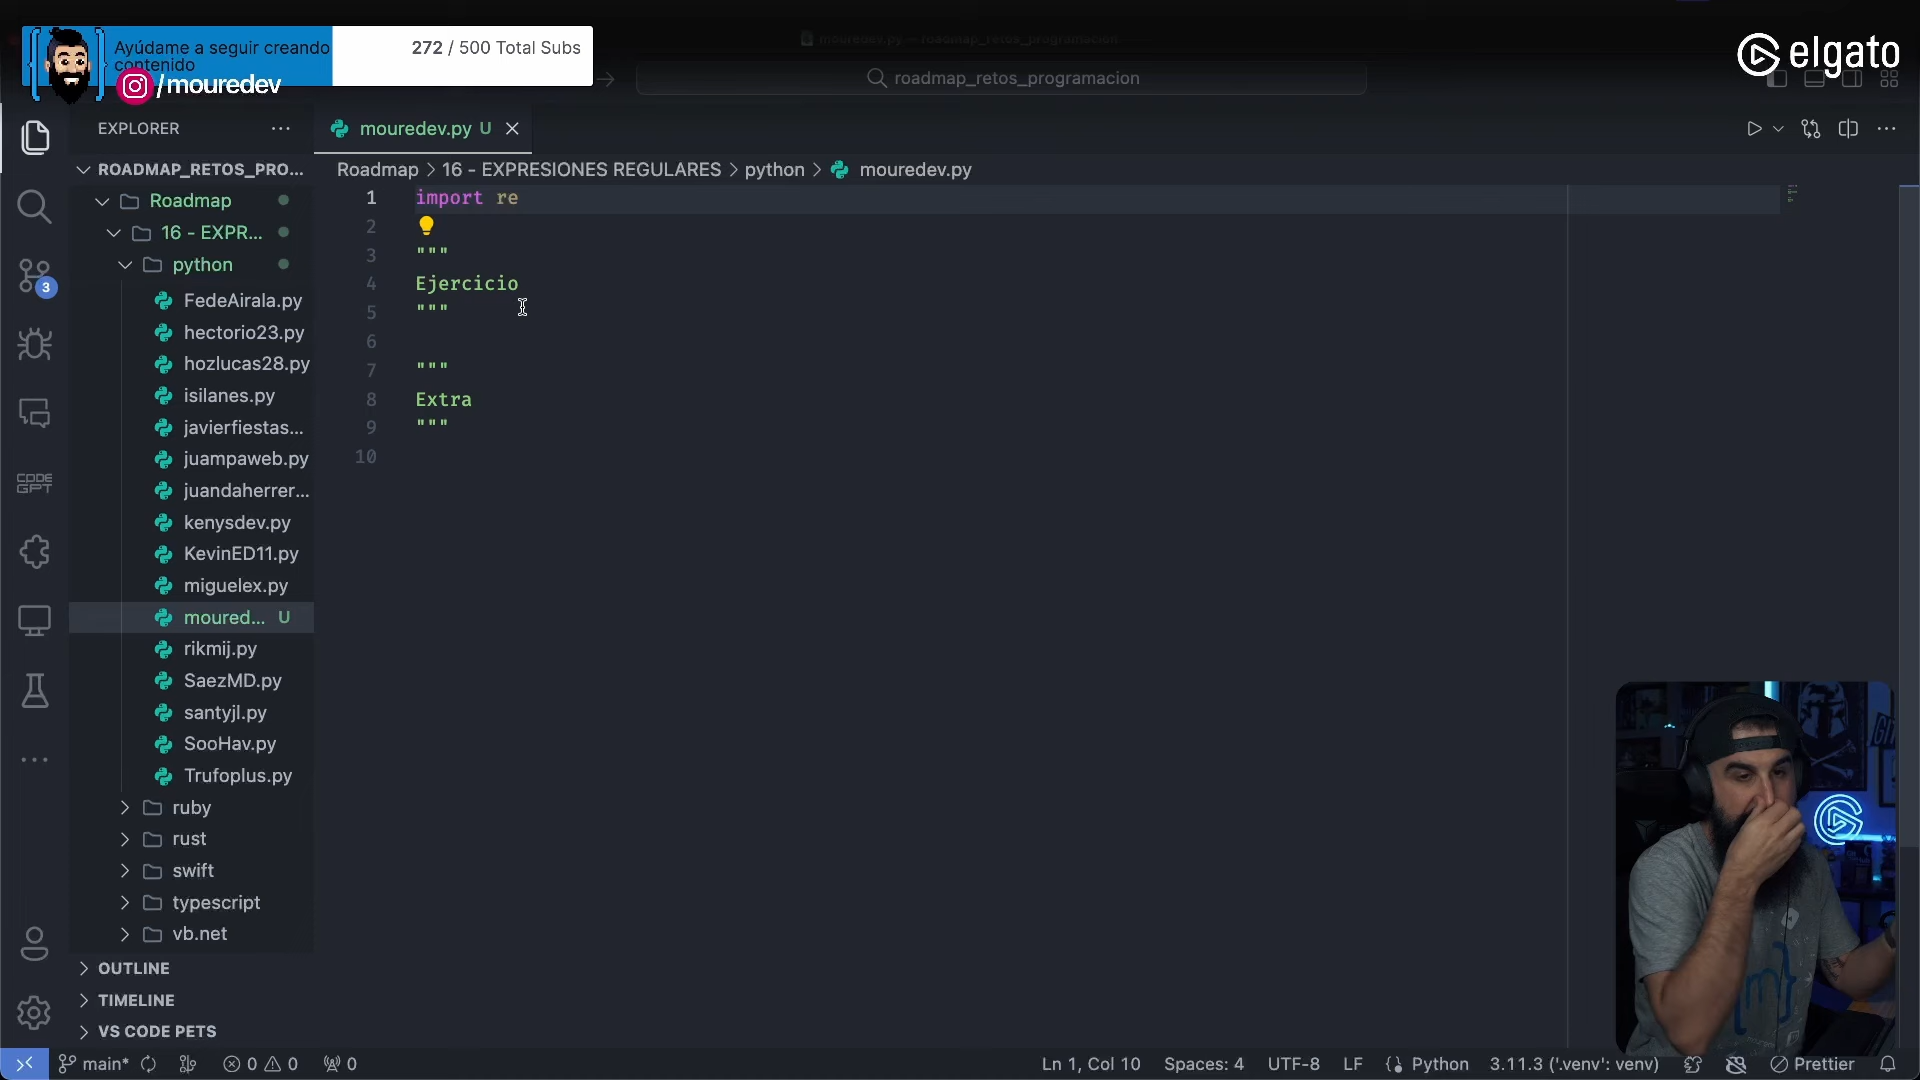 Ayúdame a seguir creando
contenido
272 / 500 Total Subs
/mouredev
elgato
roadmap_retos_programacion
EXPLORER
mouredev.py U
ROADMAP_RETOS_PRO...
Roadmap > 16 - EXPRESIONES REGULARES > python > mouredev.py
Roadmap
16 - EXPR...
python
FedeAirala.py
hectorio23.py
hozlucas28.py
isilanes.py
javierfiestas...
juampaweb.py
juandaherrer...
kenysdev.py
KevinED11.py
miguelex.py
moured... U
rikmij.py
SaezMD.py
santyjl.py
SooHav.py
Trufoplus.py
ruby
rust
swift
typescript
vb.net
OUTLINE
TIMELINE
VS CODE PETS
3
CODE
GPT
1 import re
2
3 """
4 Ejercicio
5 """
6
7 """
8 Extra
9 """
10
main* 0 0 0
Ln 1, Col 10 Spaces: 4 UTF-8 LF {} Python 3.11.3 ('.venv': venv) Prettier